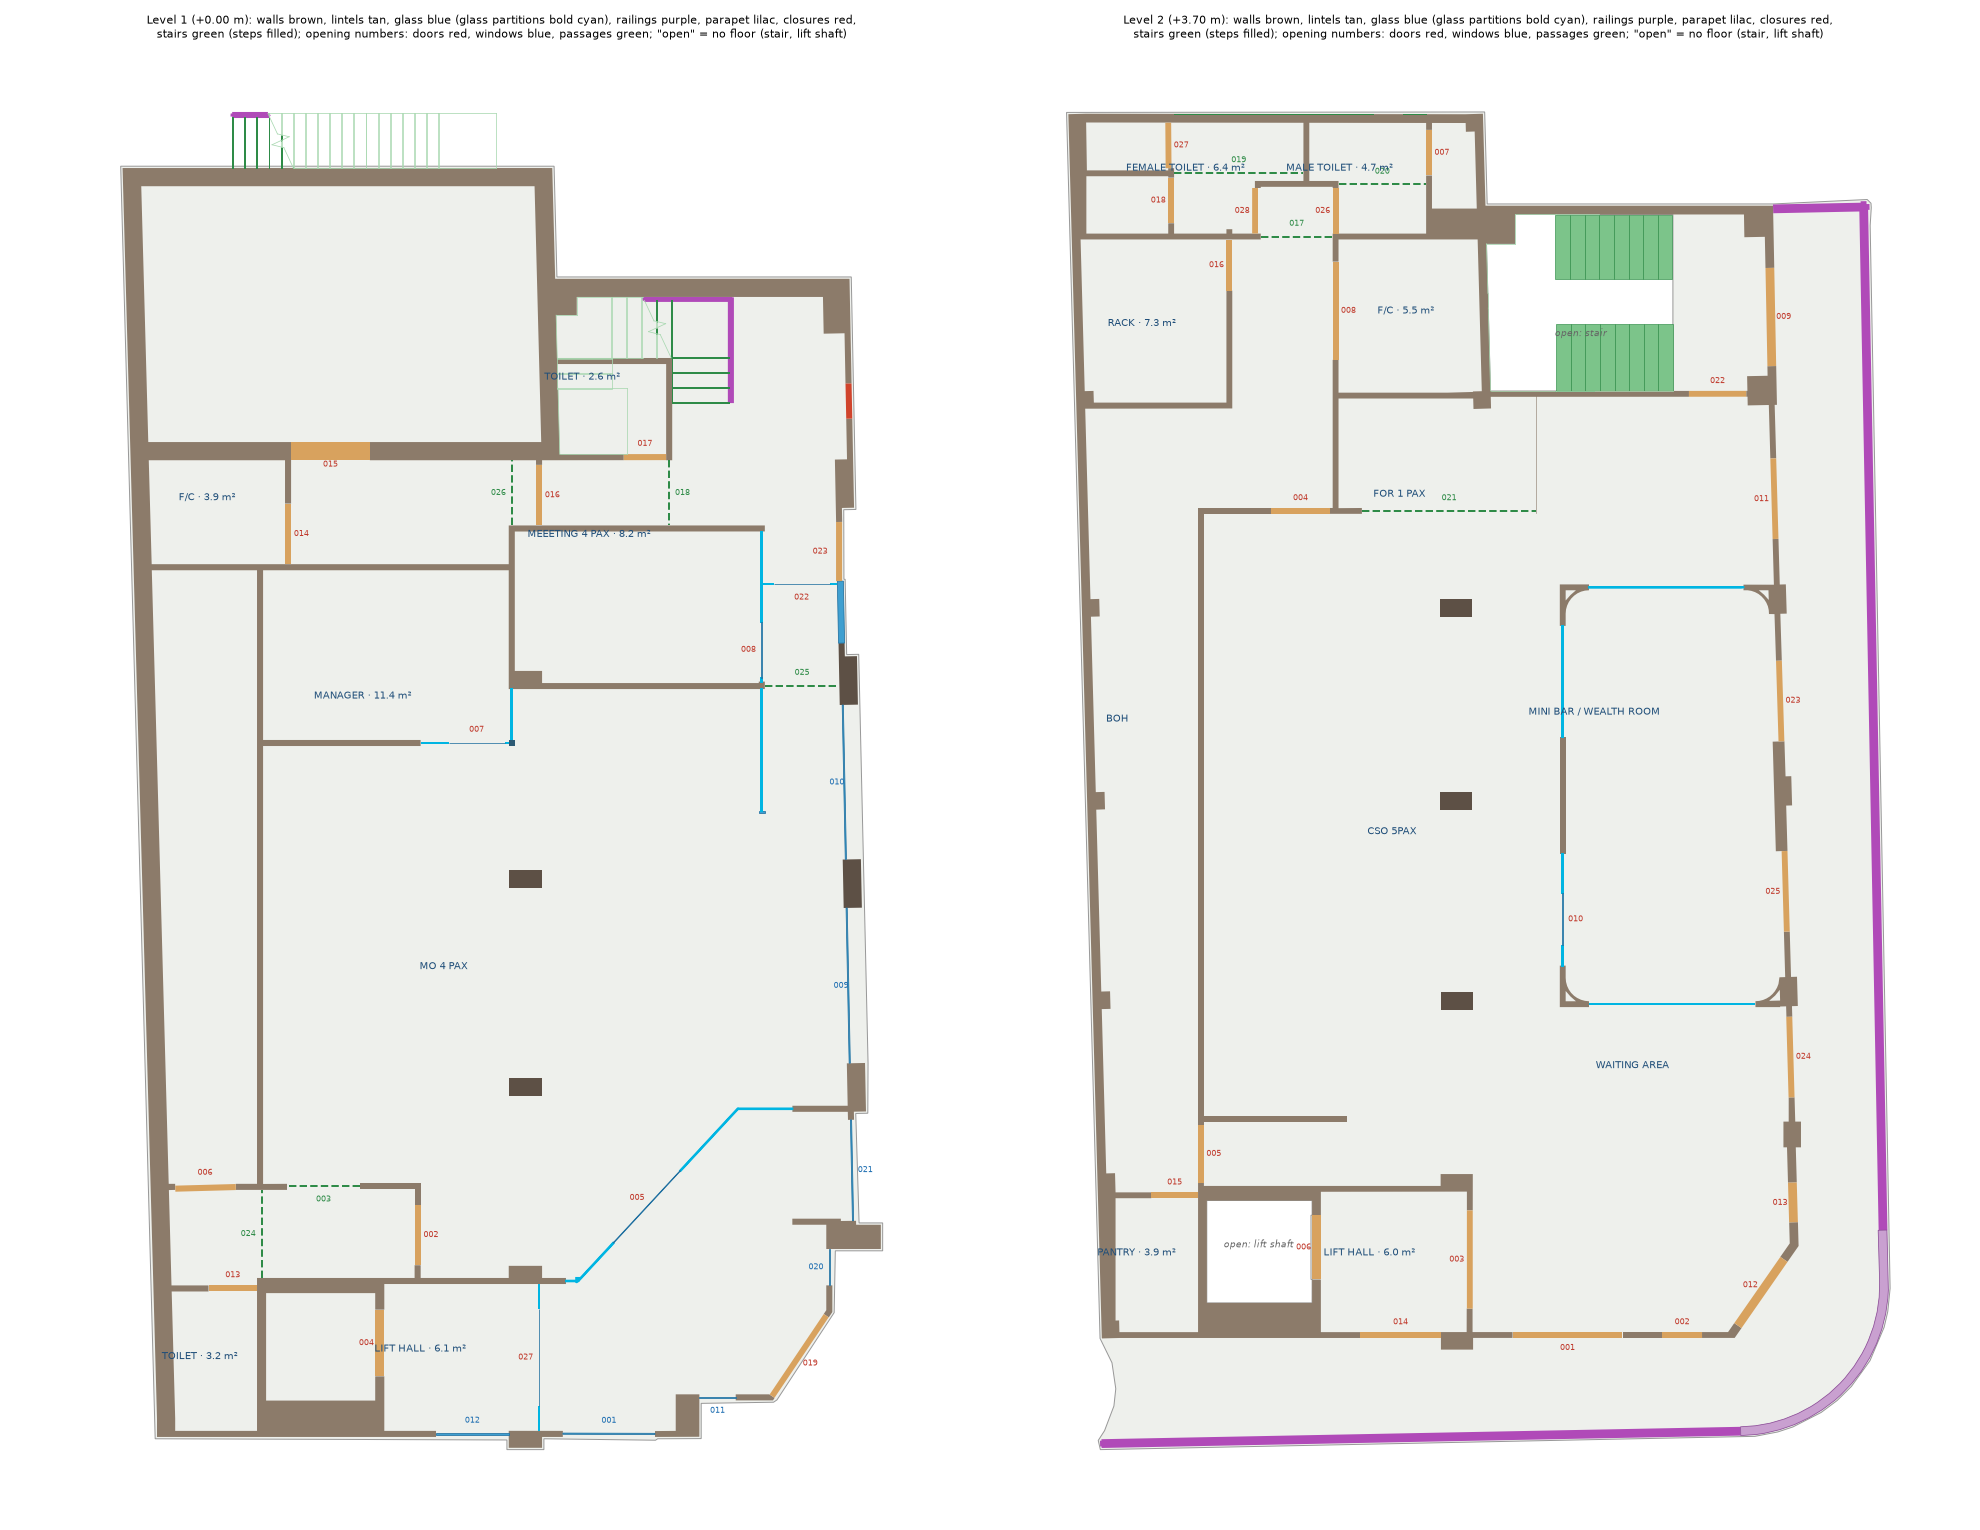 Level 1 (+0.00 m): walls brown, lintels tan, glass blue (glass partitions bold cyan), railings purple, parapet lilac, closures red,
stairs green (steps filled); opening numbers: doors red, windows blue, passages green; "open" = no floor (stair, lift shaft)
TOILET · 2.6 m²
017
015
026
016
018
F/C · 3.9 m²
014
MEEETING 4 PAX · 8.2 m²
023
022
008
025
MANAGER · 11.4 m²
007
010
MO 4 PAX
009
006
003
005
021
024
002
013
020
004
LIFT HALL · 6.1 m²
TOILET · 3.2 m²
027
019
012
001
011
Level 2 (+3.70 m): walls brown, lintels tan, glass blue (glass partitions bold cyan), railings purple, parapet lilac, closures red,
stairs green (steps filled); opening numbers: doors red, windows blue, passages green; "open" = no floor (stair, lift shaft)
027
019
007
FEMALE TOILET · 6.4 m²
MALE TOILET · 4.7 m²
020
018
028
026
017
016
RACK · 7.3 m²
008
F/C · 5.5 m²
009
open: stair
022
004
FOR 1 PAX
021
011
023
BOH
MINI BAR / WEALTH ROOM
CSO 5PAX
025
010
024
WAITING AREA
005
015
013
PANTRY · 3.9 m²
open: lift shaft
006
LIFT HALL · 6.0 m²
003
012
014
002
001